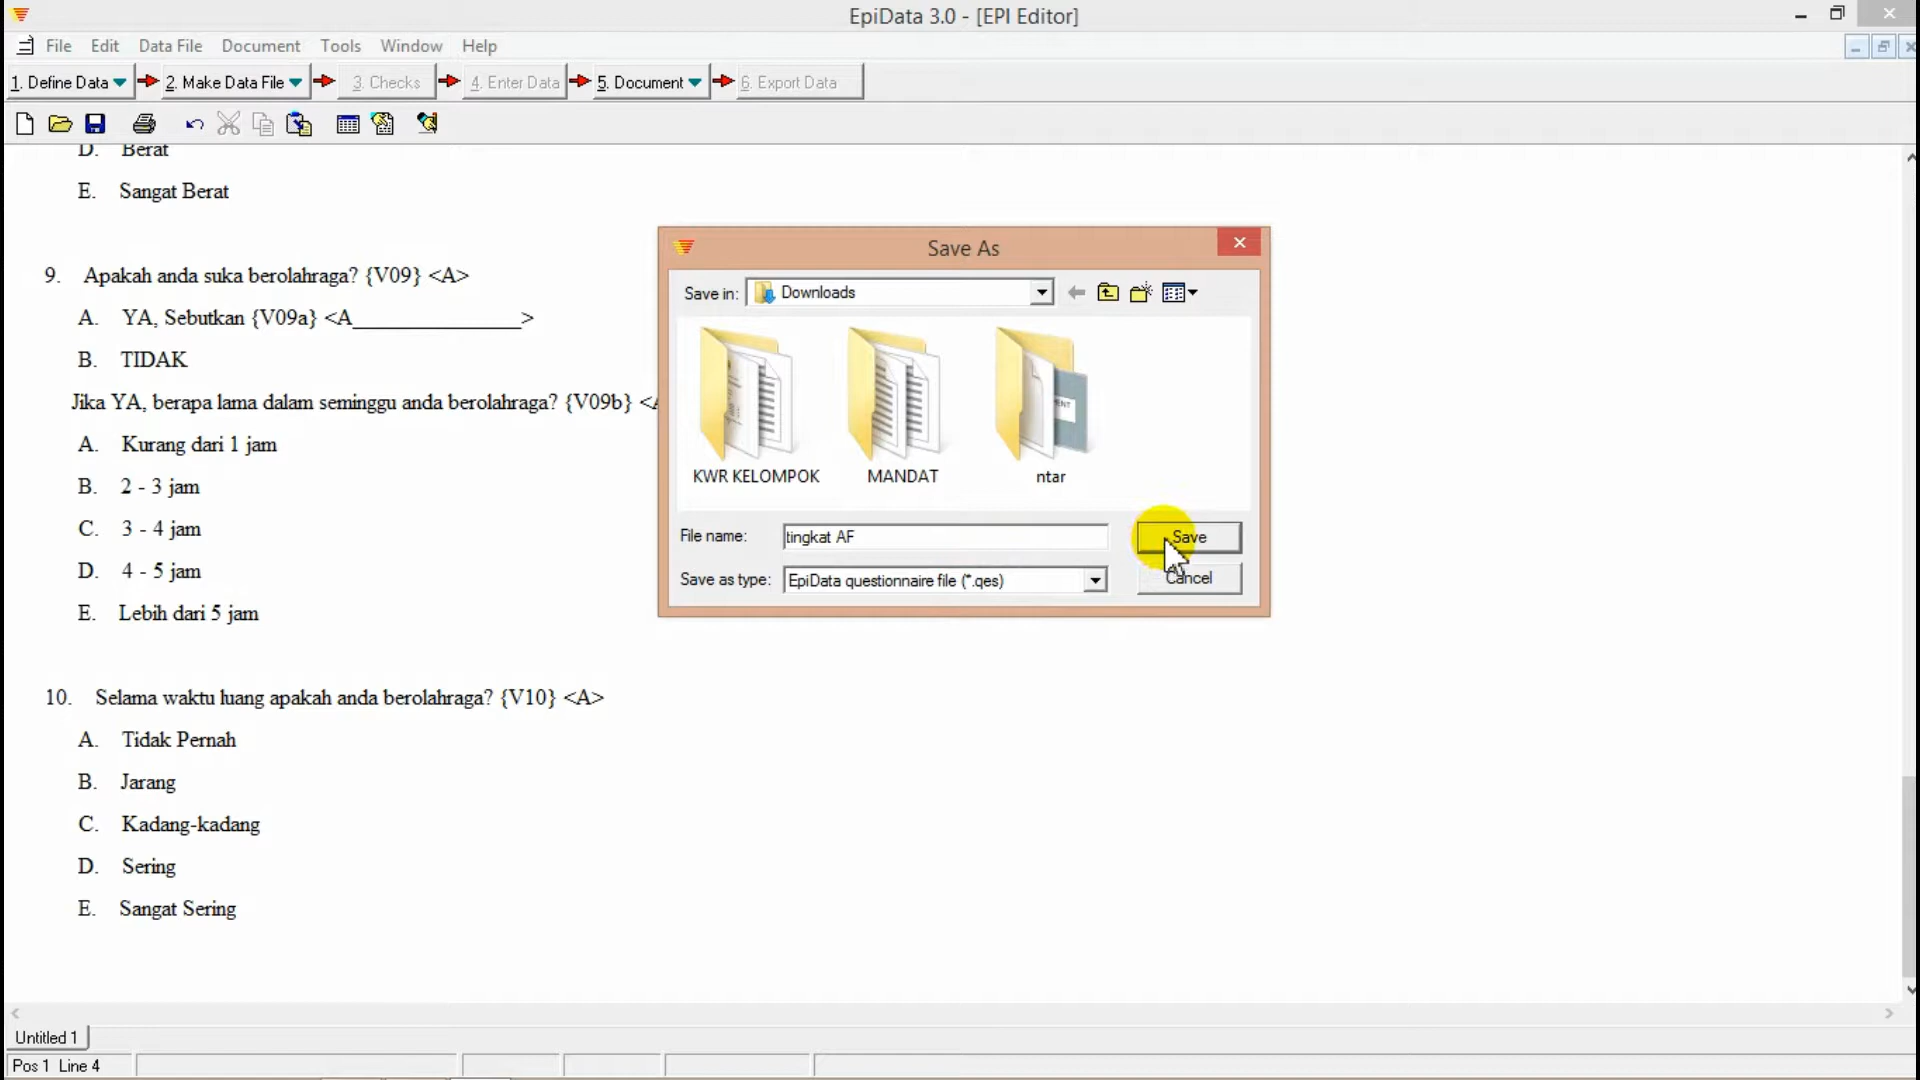 EpiData 3.0 - [EPI Editor]
File Edit Data File Document Tools Window Help
1. Define Data 2. Make Data File 3. Checks 4. Enter Data 5. Document 6. Export Data
D. Berat
E. Sangat Berat
9. Apakah anda suka berolahraga? {V09} <A>
A. YA, Sebutkan {V09a} <A_______________>
B. TIDAK
Jika YA, berapa lama dalam seminggu anda berolahraga? {V09b} <A
A. Kurang dari 1 jam
B. 2 - 3 jam
C. 3 - 4 jam
D. 4 - 5 jam
E. Lebih dari 5 jam
10. Selama waktu luang apakah anda berolahraga? {V10} <A>
A. Tidak Pernah
B. Jarang
C. Kadang-kadang
D. Sering
E. Sangat Sering
Save As
Save in: Downloads
KWR KELOMPOK MANDAT ntar
File name: tingkat AF Save
Save as type: EpiData questionnaire file (*.qes) Cancel
Untitled 1
Pos 1 Line 4